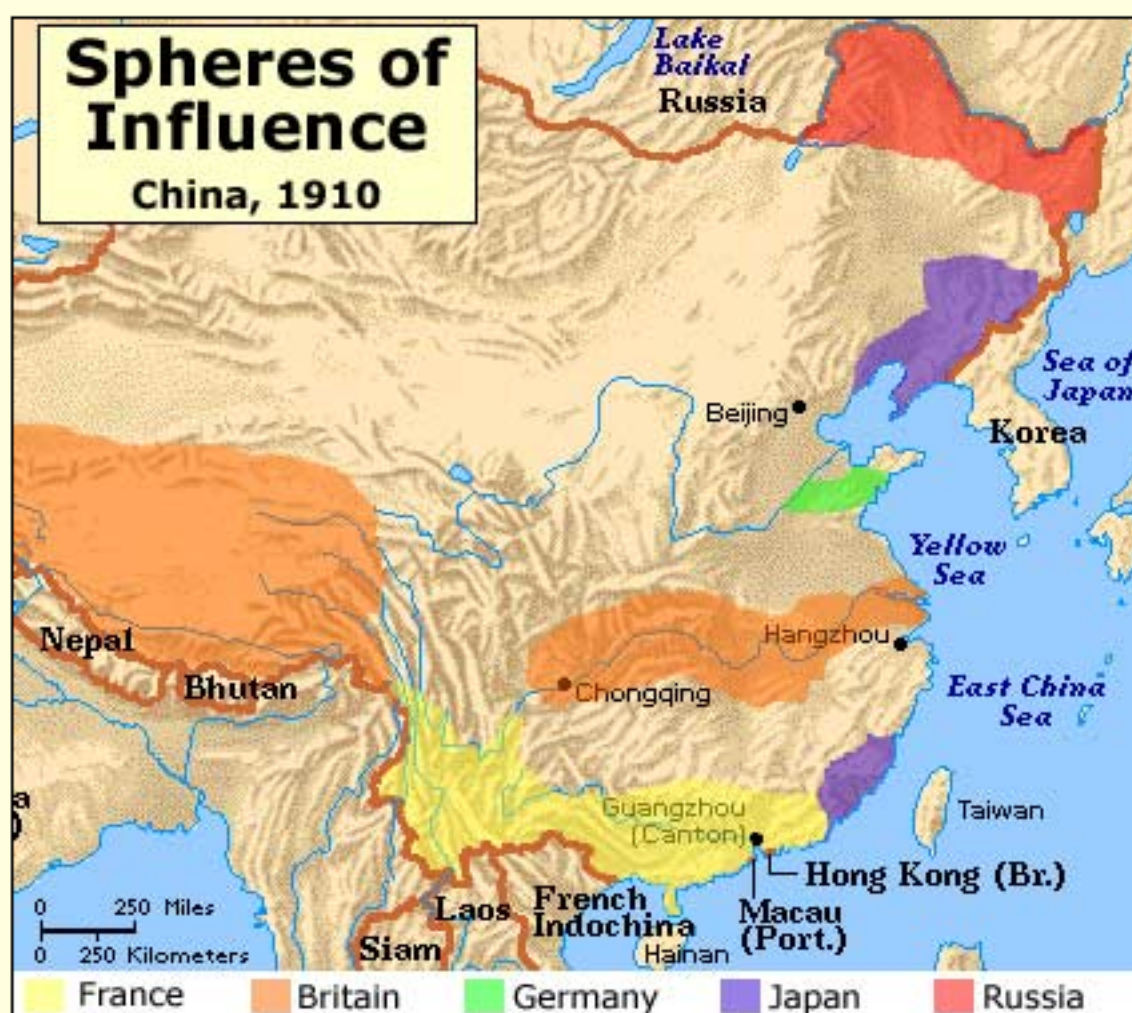 Spheres of
Influence
China, 1910
Lake
Baikal
Russia
Sea of
Japan
Beijing
Korea
Yellow
Sea
Nepal
Hangzhou
Bhutan
Chongqing
East China
Sea
a
)
Guangzhou
(Canton)
Taiwan
Hong Kong (Br.)
French
Indochina
Laos
Macau
(Port.)
Siam
Hainan
0 250 Miles
0 250 Kilometers
France Britain Germany Japan Russia